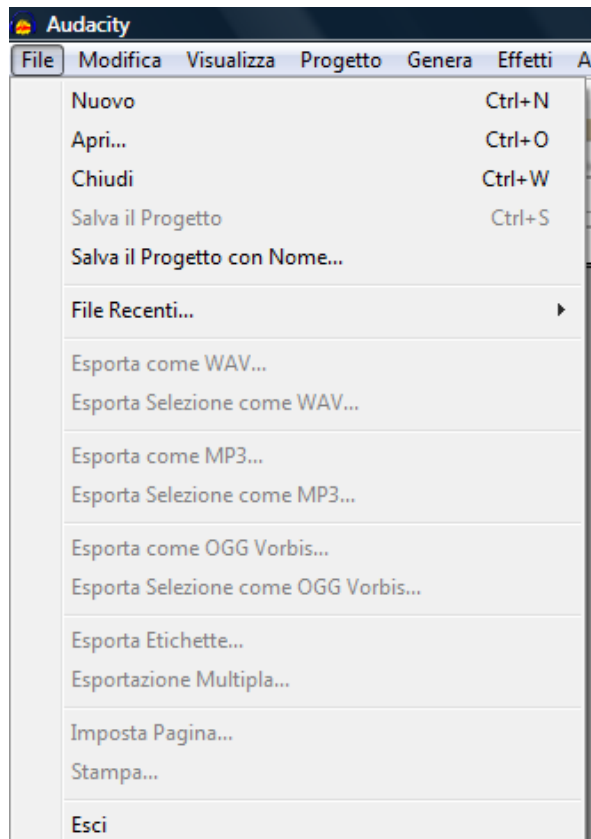 Audacity
File Modifica Visualizza Progetto Genera Effetti A
Nuovo Ctrl+N
Apri... Ctrl+O
Chiudi Ctrl+W
Salva il Progetto Ctrl+S
Salva il Progetto con Nome...
File Recenti...
Esporta come WAV...
Esporta Selezione come WAV...
Esporta come MP3...
Esporta Selezione come MP3...
Esporta come OGG Vorbis...
Esporta Selezione come OGG Vorbis...
Esporta Etichette...
Esportazione Multipla...
Imposta Pagina...
Stampa...
Esci